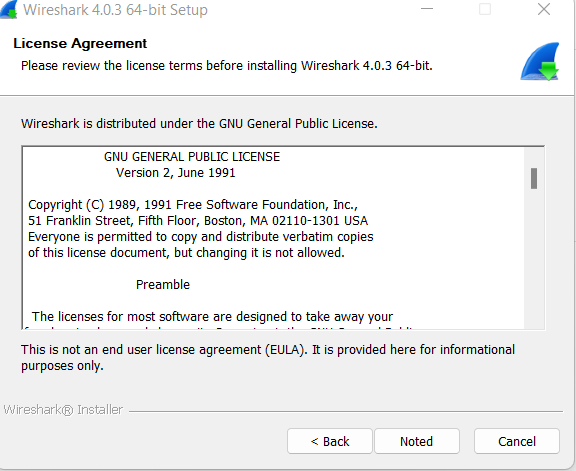 Wireshark 4.0.3 64-bit Setup
License Agreement
Please review the license terms before installing Wireshark 4.0.3 64-bit.
Wireshark is distributed under the GNU General Public License.
GNU GENERAL PUBLIC LICENSE
Version 2, June 1991
Copyright (C) 1989, 1991 Free Software Foundation, Inc.,
51 Franklin Street, Fifth Floor, Boston, MA 02110-1301 USA
Everyone is permitted to copy and distribute verbatim copies
of this license document, but changing it is not allowed.
Preamble
The licenses for most software are designed to take away your
This is not an end user license agreement (EULA). It is provided here for informational
purposes only.
Wireshark® Installer
< Back Noted Cancel